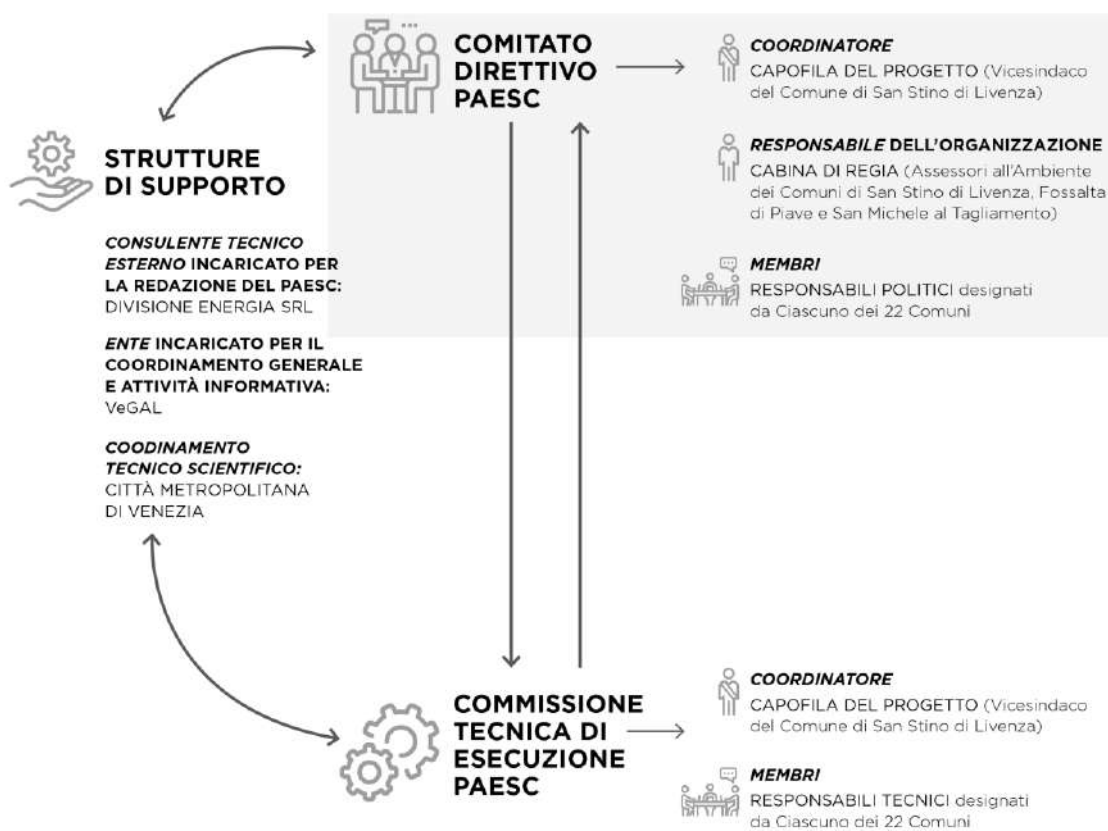 COMITATO
DIRETTIVO
PAESC
COORDINATORE
CAPOFILA DEL PROGETTO (Vicesindaco
del Comune di San Stino di Livenza)
RESPONSABILE DELL'ORGANIZZAZIONE
CABINA DI REGIA (Assessori all'Ambiente
dei Comuni di San Stino di Livenza, Fossalta
di Piave e San Michele al Tagliamento)
MEMBRI
RESPONSABILI POLITICI designati
da Ciascuno dei 22 Comuni
STRUTTURE
DI SUPPORTO
CONSULENTE TECNICO
ESTERNO INCARICATO PER
LA REDAZIONE DEL PAESC:
DIVISIONE ENERGIA SRL
ENTE INCARICATO PER IL
COORDINAMENTO GENERALE
E ATTIVITÀ INFORMATIVA:
VeGAL
COODINAMENTO
TECNICO SCIENTIFICO:
CITTÀ METROPOLITANA
DI VENEZIA
COMMISSIONE
TECNICA DI
ESECUZIONE
PAESC
COORDINATORE
CAPOFILA DEL PROGETTO (Vicesindaco
del Comune di San Stino di Livenza)
MEMBRI
RESPONSABILI TECNICI designati
da Ciascuno dei 22 Comuni